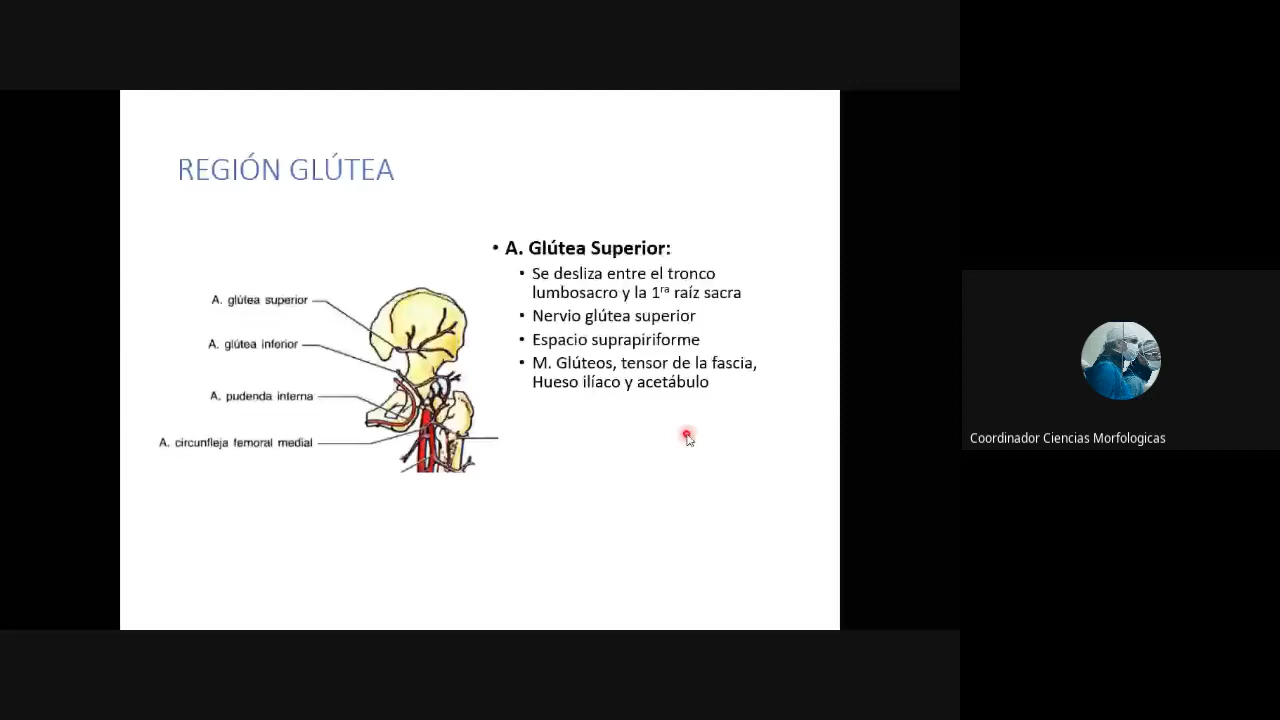 REGIÓN GLÚTEA
A. glútea superior
A. glútea inferior
A. pudenda interna
A. circunfleja femoral medial
• A. Glútea Superior:
• Se desliza entre el tronco
lumbosacro y la 1ra raíz sacra
• Nervio glútea superior
• Espacio suprapiriforme
• M. Glúteos, tensor de la fascia,
Hueso ilíaco y acetábulo
Coordinador Ciencias Morfologicas